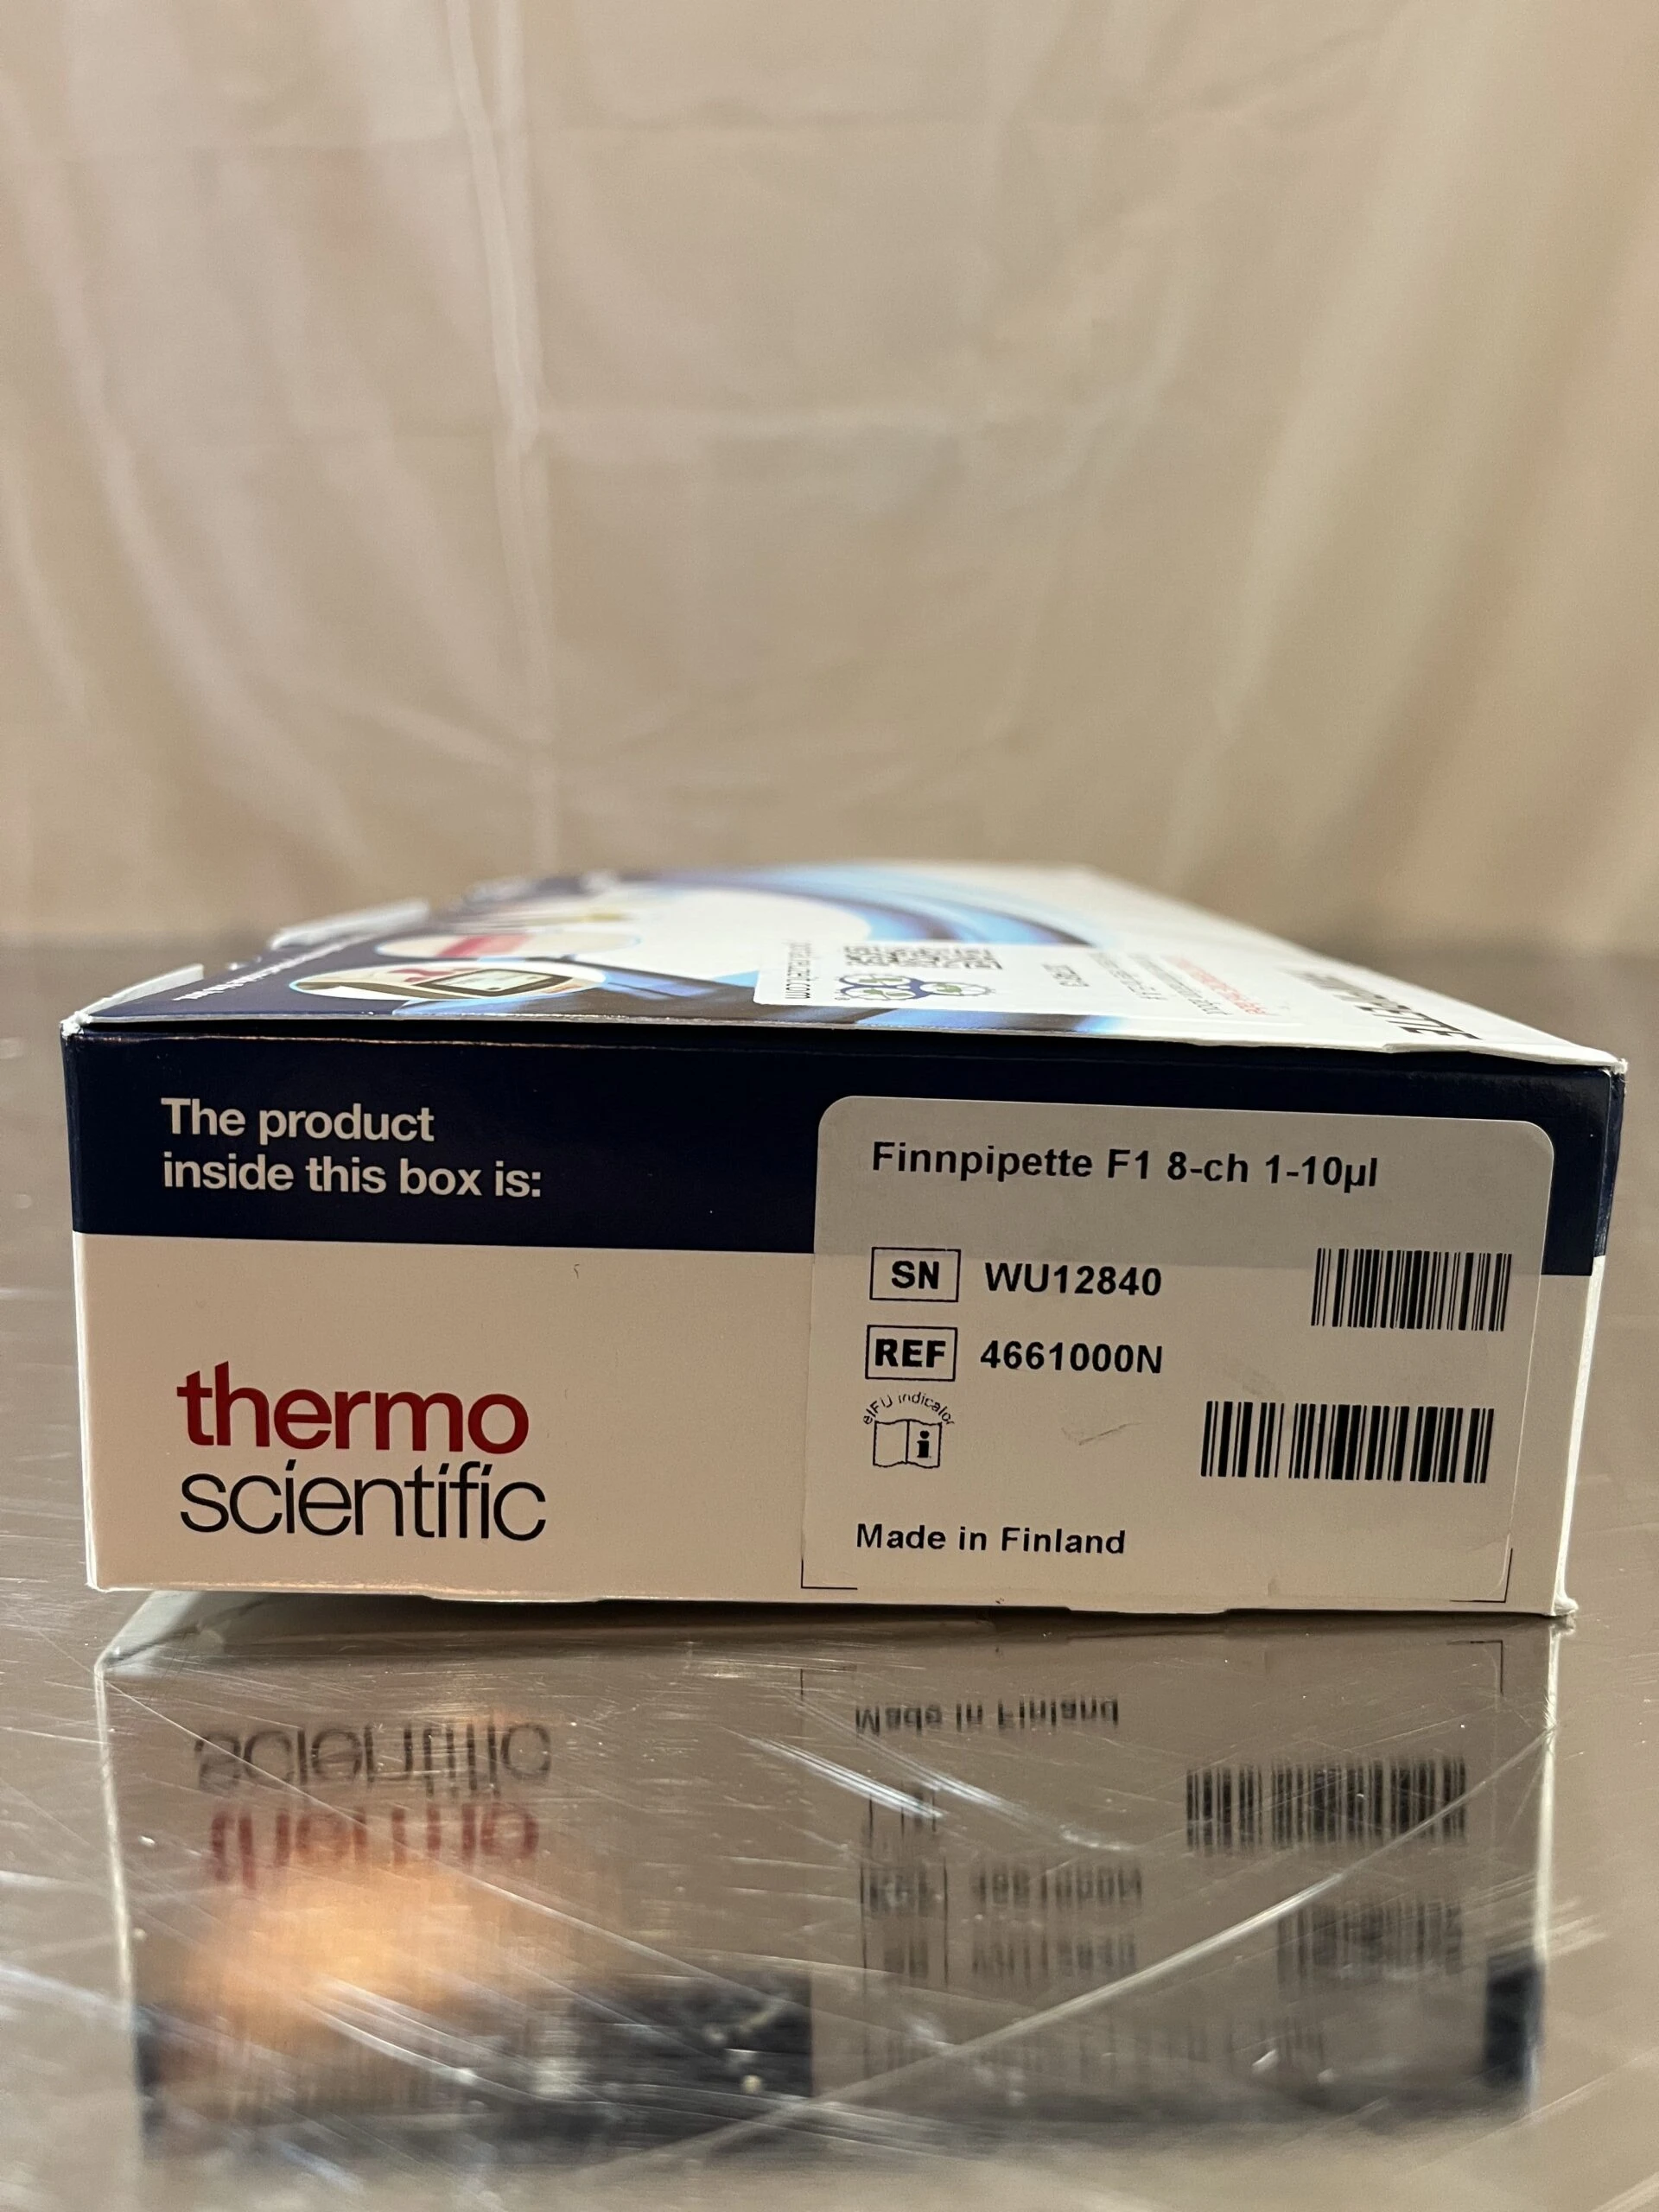 The product
inside this box is:
thermo
scientific
Finnpipette F1 8-ch 1-10µl
SN WU12840
REF 4661000N
eIFU indicator
i
Made in Finland